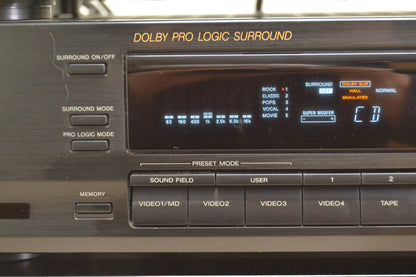 DOLBY PRO LOGIC SURROUND
SURROUND ON/OFF
SURROUND MODE
PRO LOGIC MODE
MEMORY
ROCK 1
CLASSIC 2
POPS 3
VOCAL 4
MOVIE 5
SURROUND DOLBY SUR
OFF HALL NORMAL
SIMULATED
SUPER WOOFER
CD
63 160 400 1k 2.5k 6.3k 16k
PRESET MODE
SOUND FIELD USER 1 2
VIDEO1/MD VIDEO2 VIDEO3 VIDEO4 TAPE